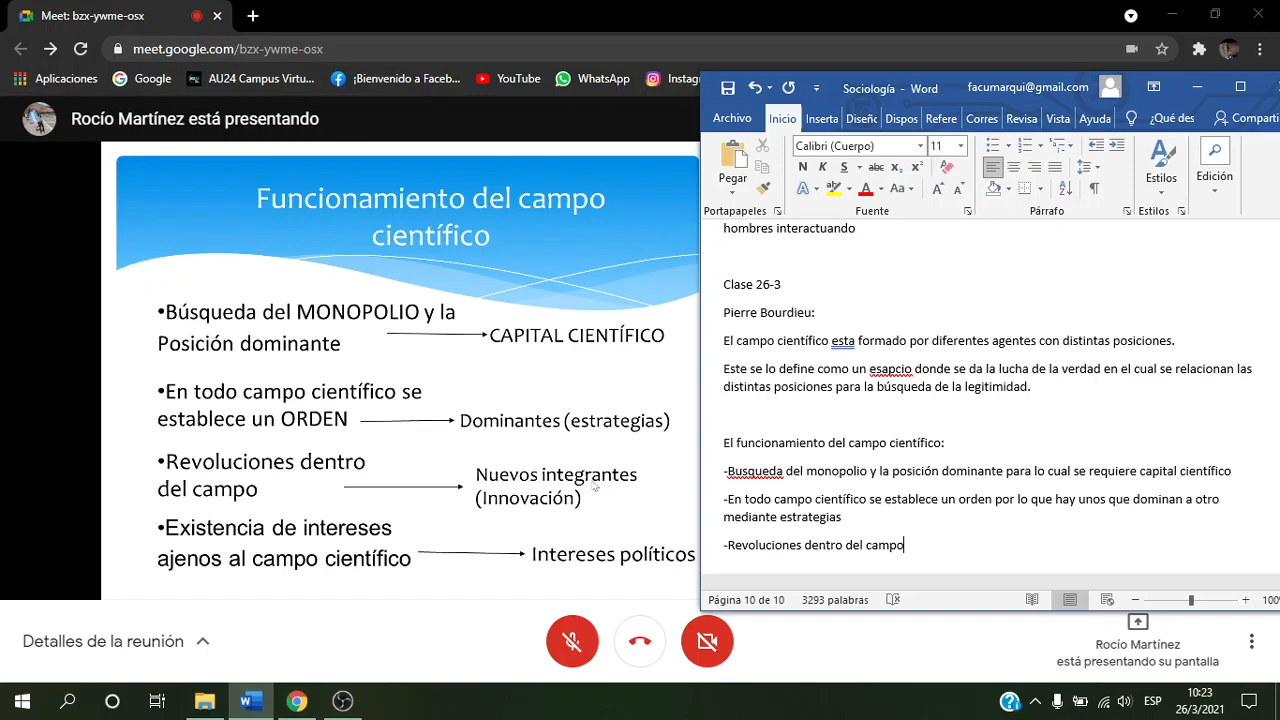 Meet: bzx-ywme-osx
meet.google.com/bzx-ywme-osx
Aplicaciones
Google
AU24 Campus Virtu...
¡Bienvenido a Faceb...
YouTube
WhatsApp
Instag
Rocío Martínez está presentando
Funcionamiento del campo
científico
•Búsqueda del MONOPOLIO y la
Posición dominante
CAPITAL CIENTÍFICO
•En todo campo científico se
establece un ORDEN
Dominantes (estrategias)
•Revoluciones dentro
del campo
Nuevos integrantes
(Innovación)
•Existencia de intereses
ajenos al campo científico
Intereses políticos
Sociología - Word
facumarqui@gmail.com
Archivo
Inicio
Inserta
Diseñc
Dispos
Refere
Corres
Revisa
Vista
Ayuda
¿Qué des
Comparti
Pegar
Calibri (Cuerpo)
11
N K S abc x₂ x²
A Aa A A
Estilos
Edición
Portapapeles
Fuente
Párrafo
Estilos
hombres interactuando
Clase 26-3
Pierre Bourdieu:
El campo científico esta formado por diferentes agentes con distintas posiciones.
Este se lo define como un esapcio donde se da la lucha de la verdad en el cual se relacionan las
distintas posiciones para la búsqueda de la legitimidad.
El funcionamiento del campo científico:
-Busqueda del monopolio y la posición dominante para lo cual se requiere capital científico
-En todo campo científico se establece un orden por lo que hay unos que dominan a otro
mediante estrategias
-Revoluciones dentro del campo
Página 10 de 10
3293 palabras
100%
Detalles de la reunión
Rocío Martínez
está presentando su pantalla
ESP
10:23
26/3/2021